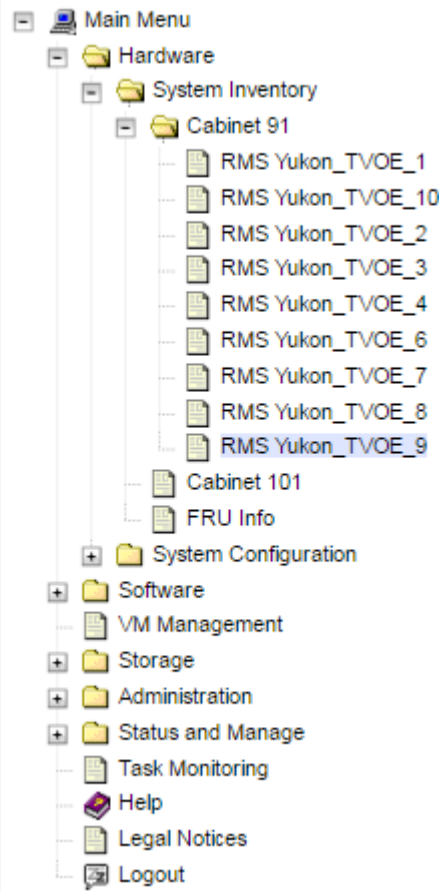 Main Menu
Hardware
System Inventory
Cabinet 91
RMS Yukon_TVOE_1
RMS Yukon_TVOE_10
RMS Yukon_TVOE_2
RMS Yukon_TVOE_3
RMS Yukon_TVOE_4
RMS Yukon_TVOE_6
RMS Yukon_TVOE_7
RMS Yukon_TVOE_8
RMS Yukon_TVOE_9
Cabinet 101
FRU Info
System Configuration
Software
VM Management
Storage
Administration
Status and Manage
Task Monitoring
Help
Legal Notices
Logout